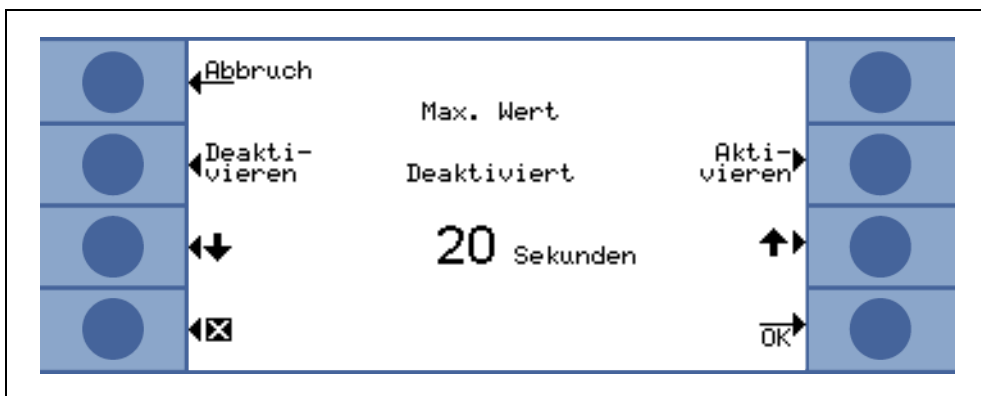 Abbruch
Max. Wert
Deakti-
vieren
Deaktiviert
Akti-
vieren
20 Sekunden
OK